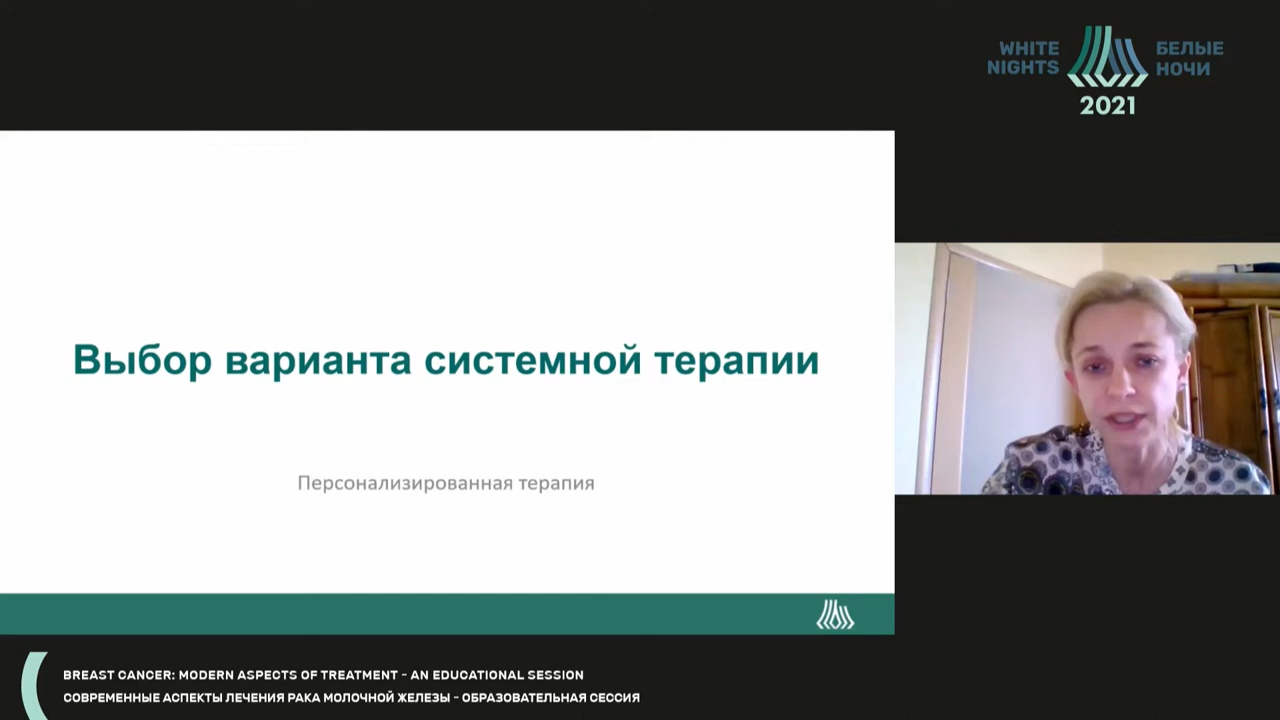 WHITE
NIGHTS
БЕЛЫЕ
НОЧИ
2021
Выбор варианта системной терапии
Персонализированная терапия
BREAST CANCER: MODERN ASPECTS OF TREATMENT - AN EDUCATIONAL SESSION
СОВРЕМЕННЫЕ АСПЕКТЫ ЛЕЧЕНИЯ РАКА МОЛОЧНОЙ ЖЕЛЕЗЫ - ОБРАЗОВАТЕЛЬНАЯ СЕССИЯ